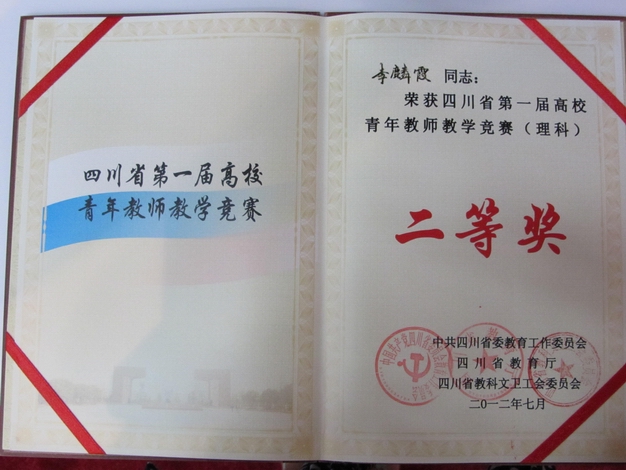 四川省第一届高校
青年教师教学竞赛
李麟霞 同志：
荣获四川省第一届高校
青年教师教学竞赛（理科）
二等奖
中共四川省委教育工作委员会
四川省教育厅
四川省教科文卫工会委员会
二〇一二年七月